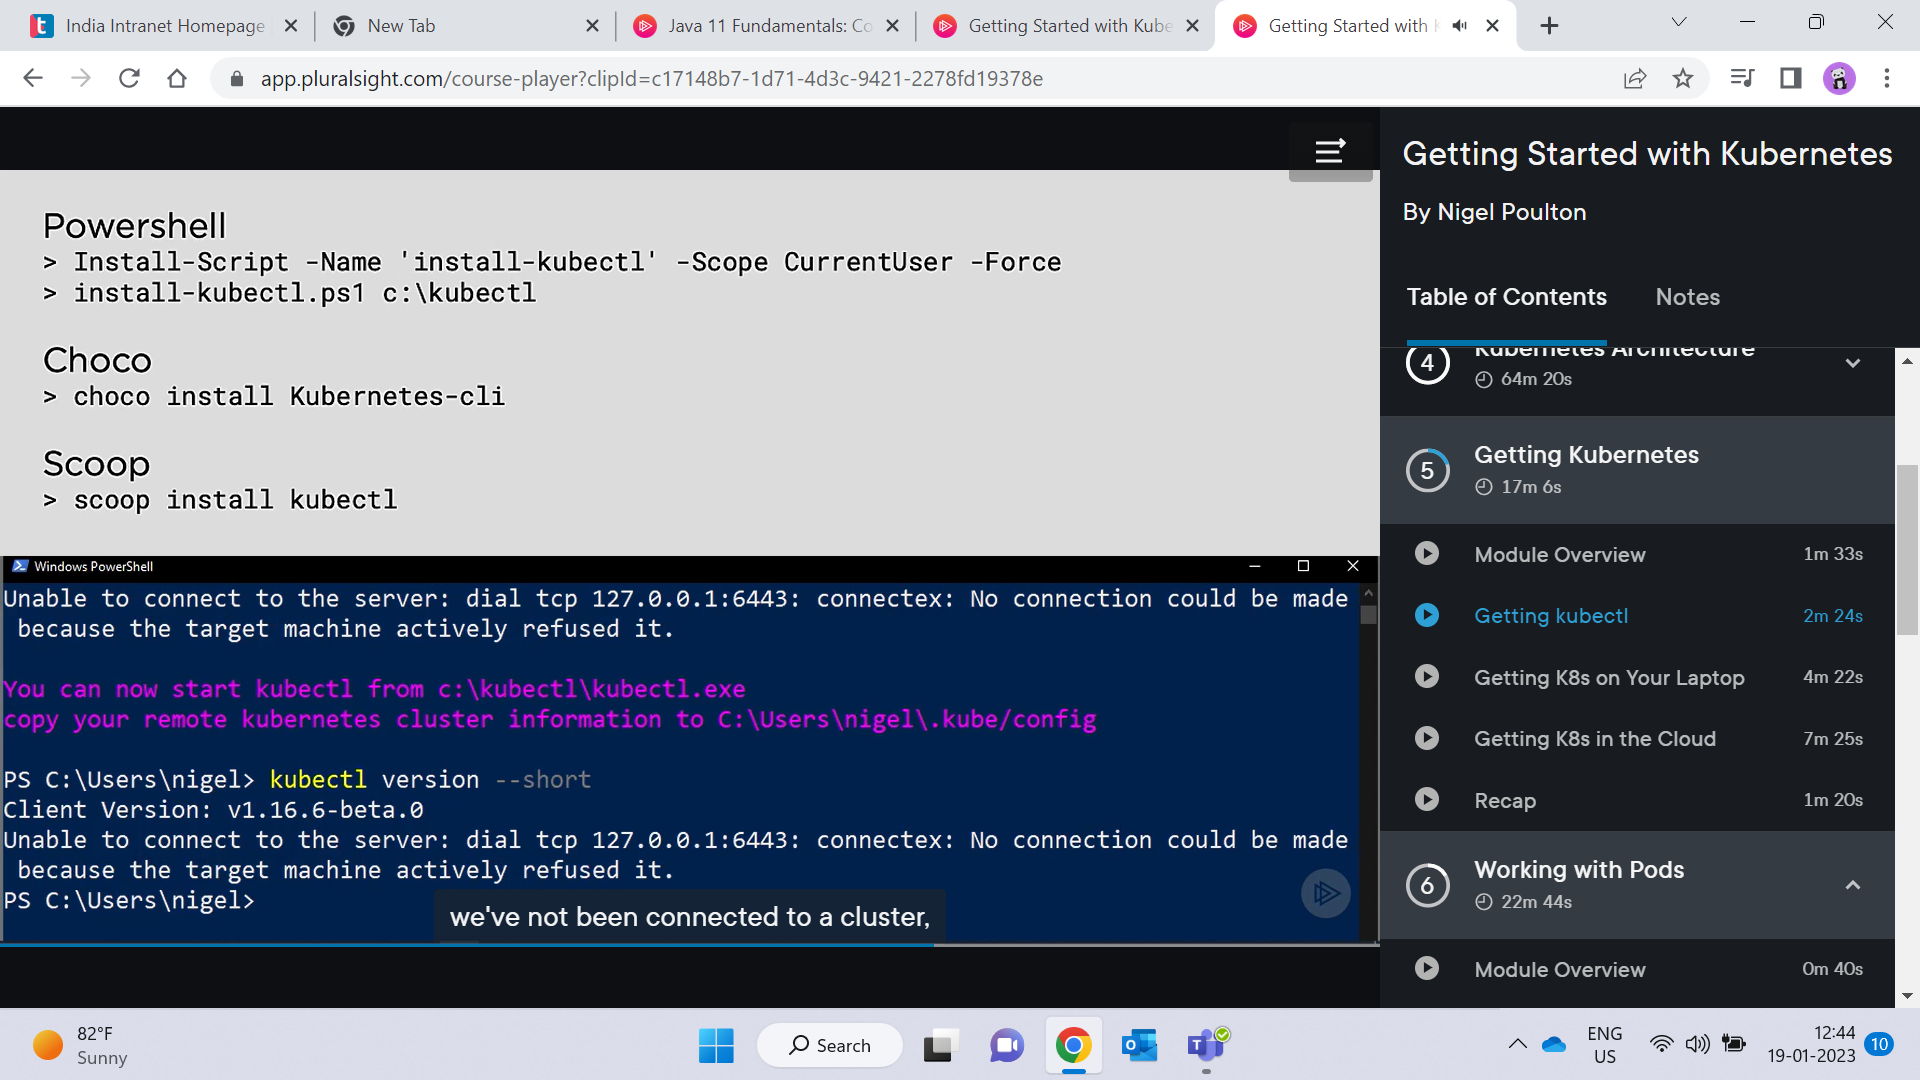 India Intranet Homepage
New Tab
Java 11 Fundamentals: Co
Getting Started with Kube
Getting Started with K
app.pluralsight.com/course-player?clipId=c17148b7-1d71-4d3c-9421-2278fd19378e
Powershell
> Install-Script -Name 'install-kubectl' -Scope CurrentUser -Force
> install-kubectl.ps1 c:\kubectl
Choco
> choco install Kubernetes-cli
Scoop
> scoop install kubectl
Windows PowerShell
Unable to connect to the server: dial tcp 127.0.0.1:6443: connectex: No connection could be made
because the target machine actively refused it.
You can now start kubectl from c:\kubectl\kubectl.exe
copy your remote kubernetes cluster information to C:\Users\nigel\.kube/config
PS C:\Users\nigel> kubectl version --short
Client Version: v1.16.6-beta.0
Unable to connect to the server: dial tcp 127.0.0.1:6443: connectex: No connection could be made
because the target machine actively refused it.
PS C:\Users\nigel>
we've not been connected to a cluster,
Getting Started with Kubernetes
By Nigel Poulton
Table of Contents
Notes
4
Kubernetes Architecture
64m 20s
5
Getting Kubernetes
17m 6s
Module Overview
1m 33s
Getting kubectl
2m 24s
Getting K8s on Your Laptop
4m 22s
Getting K8s in the Cloud
7m 25s
Recap
1m 20s
6
Working with Pods
22m 44s
Module Overview
0m 40s
82°F
Sunny
Search
ENG
US
12:44
19-01-2023
10